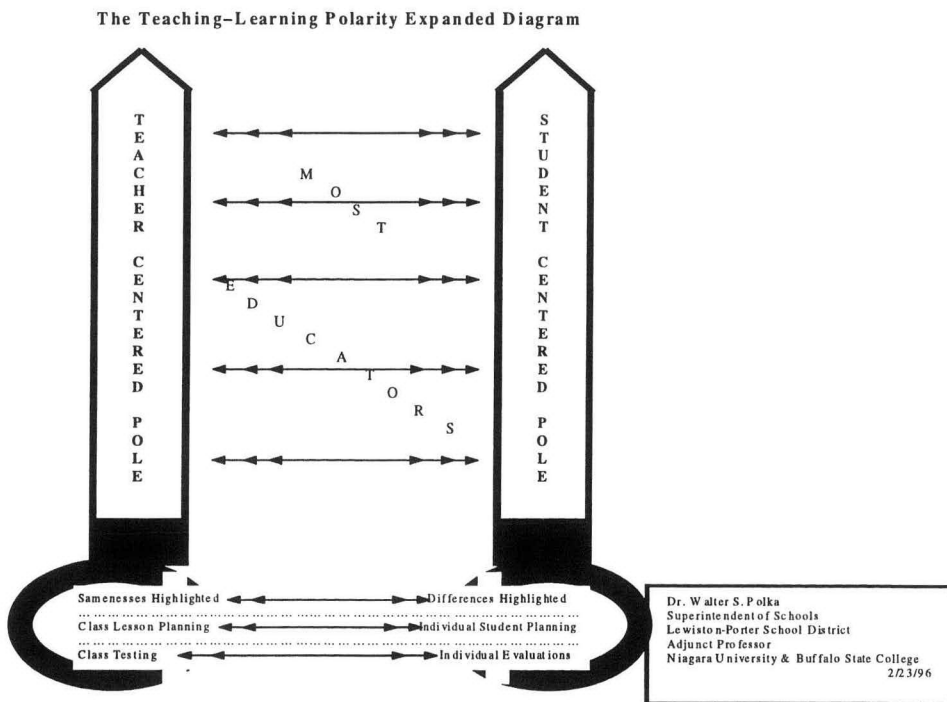 The Teaching–Learning Polarity Expanded Diagram
TEACHER CENTERED POLE
MOST
EDUCATORS
STUDENT CENTERED POLE
Samenesses Highlighted Differences Highlighted
Class Lesson Planning Individual Student Planning
Class Testing Individual Evaluations
Dr. Walter S. Polka
Superintendent of Schools
Lewiston-Porter School District
Adjunct Professor
Niagara University & Buffalo State College
2/23/96